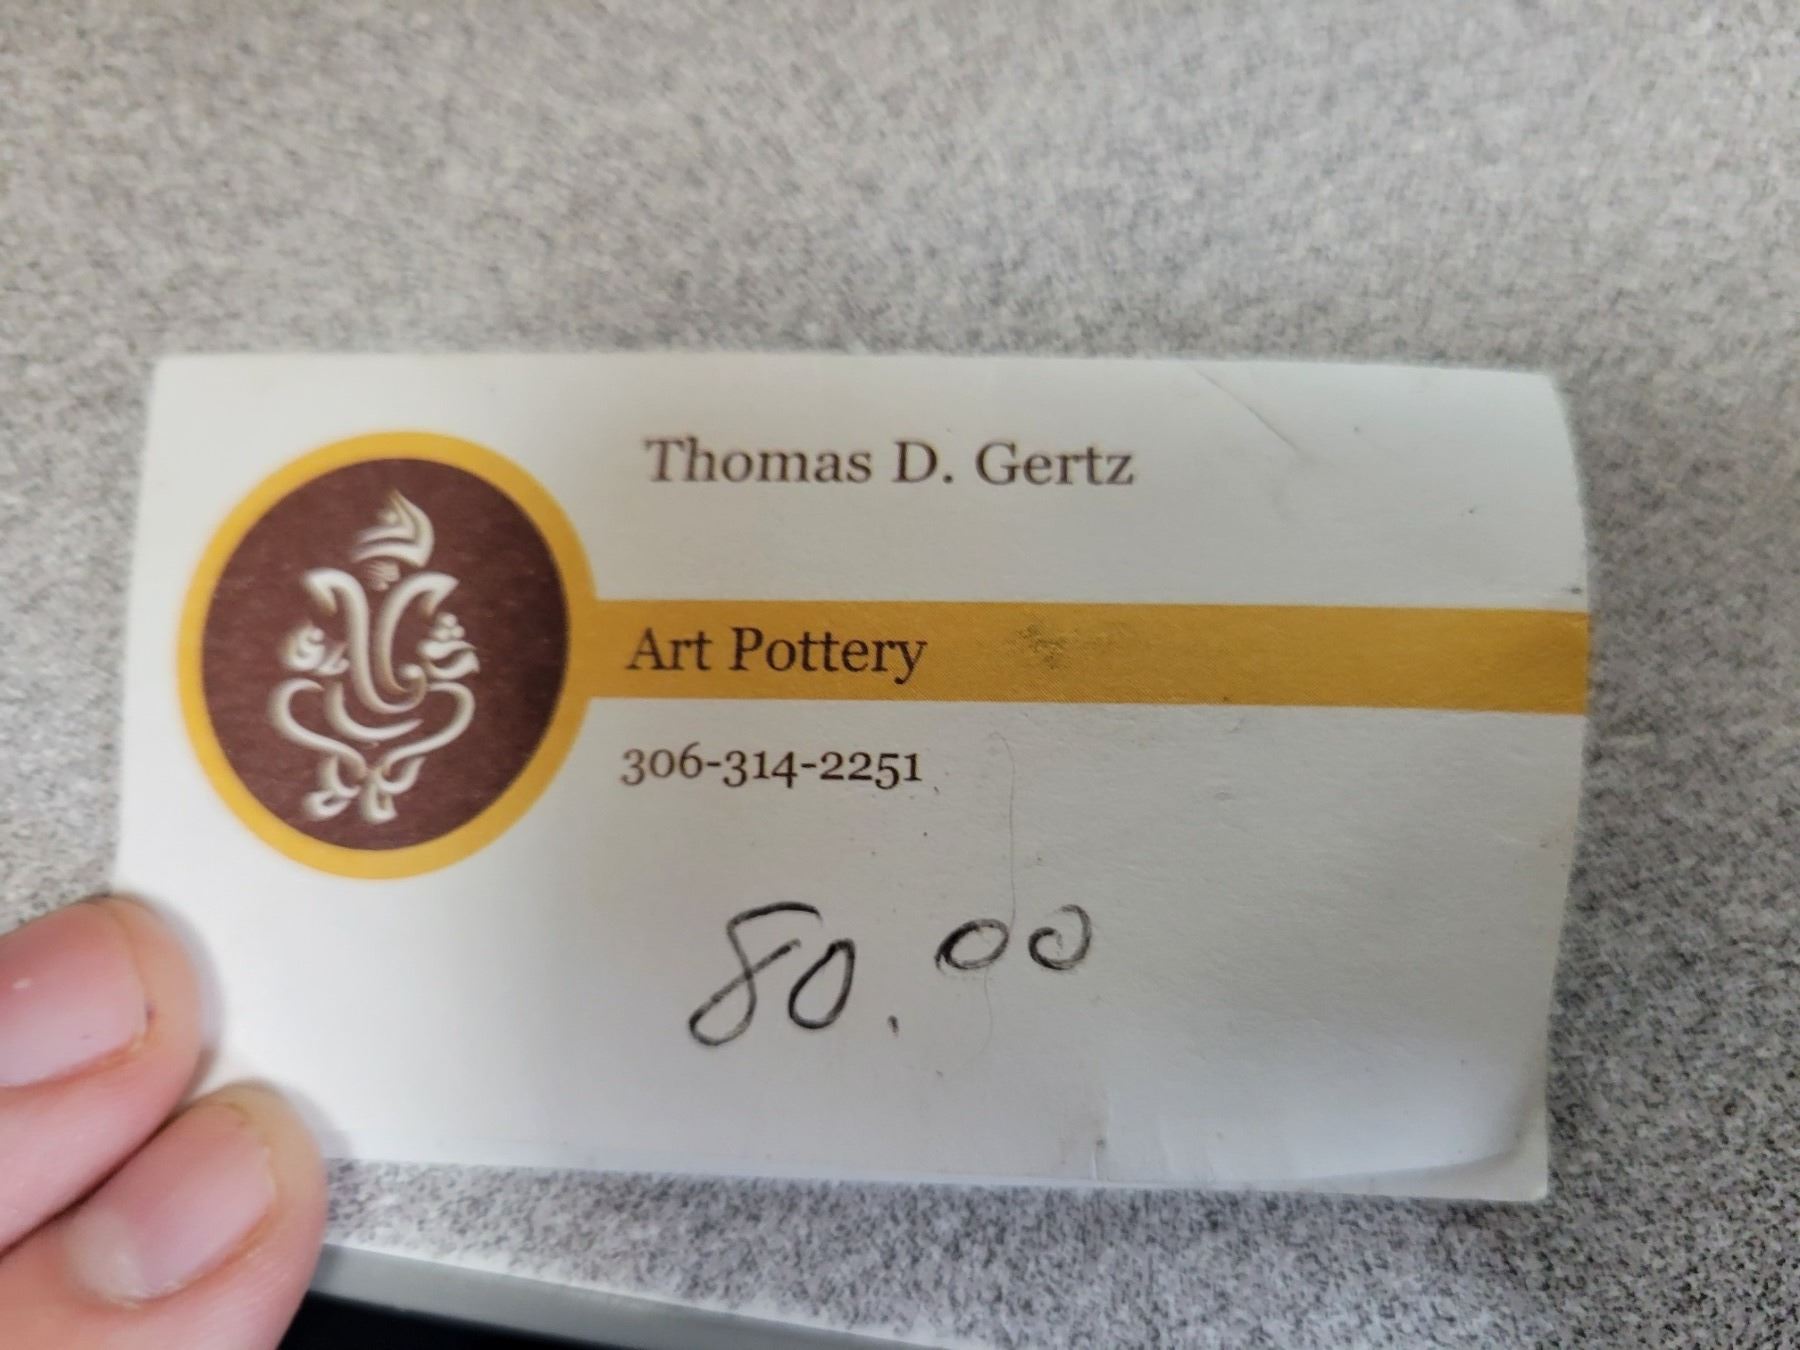 Thomas D. Gertz
Art Pottery
306-314-2251
80.00